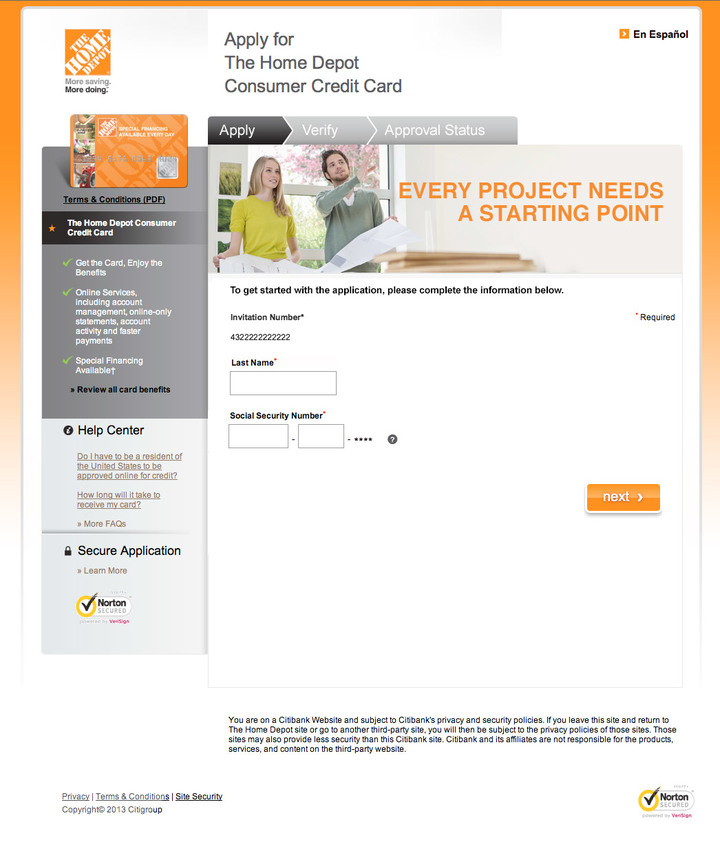 THE HOME DEPOT
More saving.
More doing.™
Apply for
The Home Depot
Consumer Credit Card
En Español
Apply
Verify
Approval Status
THE HOME DEPOT
SPECIAL FINANCING
AVAILABLE EVERY DAY
Terms & Conditions (PDF)
The Home Depot Consumer
Credit Card
Get the Card, Enjoy the
Benefits
Online Services,
including account
management, online-only
statements, account
activity and faster
payments
Special Financing
Available†
» Review all card benefits
Help Center
Do I have to be a resident of
the United States to be
approved online for credit?
How long will it take to
receive my card?
» More FAQs
Secure Application
» Learn More
Norton
SECURED
powered by VeriSign
EVERY PROJECT NEEDS
A STARTING POINT
To get started with the application, please complete the information below.
Invitation Number*
* Required
4322222222222
Last Name*
Social Security Number*
- - **** ?
next ›
You are on a Citibank Website and subject to Citibank's privacy and security policies. If you leave this site and return to
The Home Depot site or go to another third-party site, you will then be subject to the privacy policies of those sites. Those
sites may also provide less security than this Citibank site. Citibank and its affiliates are not responsible for the products,
services, and content on the third-party website.
Privacy | Terms & Conditions | Site Security
Copyright© 2013 Citigroup
Norton
SECURED
powered by VeriSign